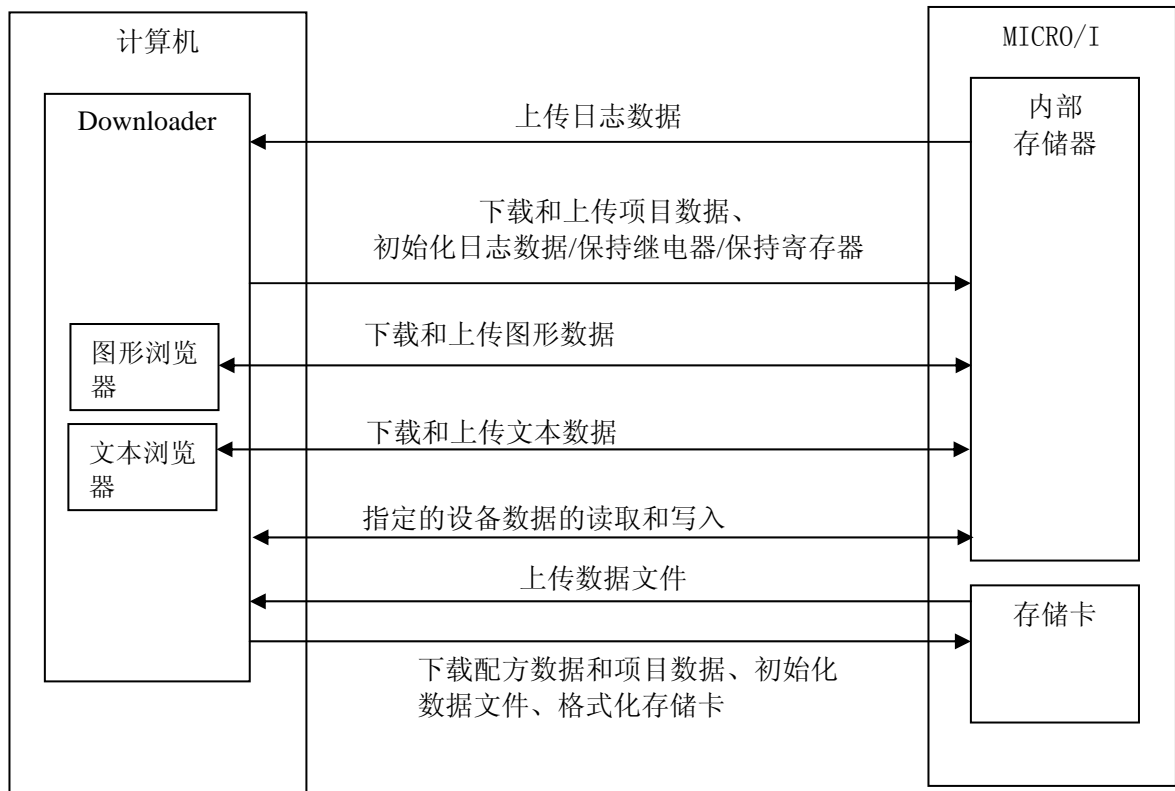 计算机
MICRO/I
Downloader
内部
存储器
上传日志数据
下载和上传项目数据、
初始化日志数据/保持继电器/保持寄存器
下载和上传图形数据
图形浏览
器
下载和上传文本数据
文本浏览
器
指定的设备数据的读取和写入
上传数据文件
存储卡
下载配方数据和项目数据、初始化
数据文件、格式化存储卡